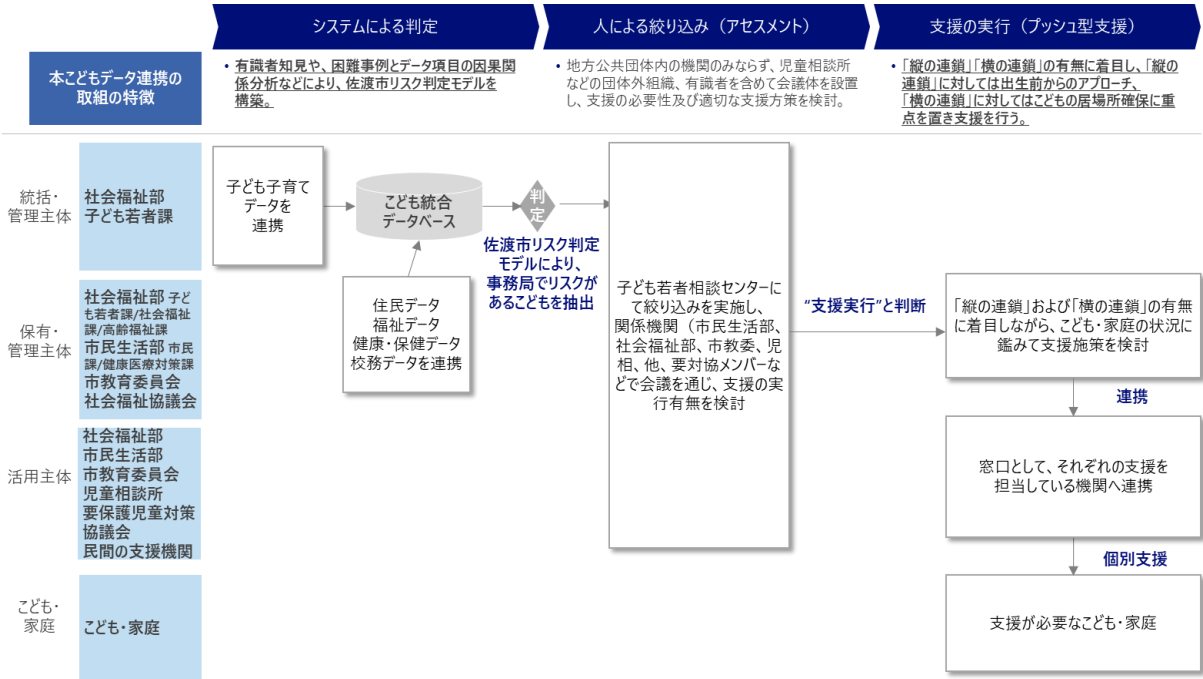 システムによる判定
人による絞り込み（アセスメント）
支援の実行（プッシュ型支援）
本こどもデータ連携の
取組の特徴
• 有識者知見や、困難事例とデータ項目の因果関
係分析などにより、佐渡市リスク判定モデルを
構築。
• 地方公共団体内の機関のみならず、児童相談所
などの団体外組織、有識者を含めて会議体を設置
し、支援の必要性及び適切な支援方策を検討。
• 「縦の連鎖」「横の連鎖」の有無に着目し、「縦の
連鎖」に対しては出生前からのアプローチ、
「横の連鎖」に対してはこどもの居場所確保に重
点を置き支援を行う。
統括・
管理主体
社会福祉部
子ども若者課
子ども子育て
データを
連携
こども統合
データベース
判
定
佐渡市リスク判定
モデルにより、
事務局でリスクが
あるこどもを抽出
住民データ
福祉データ
健康・保健データ
校務データを連携
子ども若者相談センターに
て絞り込みを実施し、
関係機関（市民生活部、
社会福祉部、市教委、児
相、他、要対協メンバーな
どで会議を通じ、支援の実
行有無を検討
“支援実行”と判断
「縦の連鎖」および「横の連鎖」の有無
に着目しながら、こども・家庭の状況に
鑑みて支援施策を検討
保有・
管理主体
社会福祉部 子ど
も若者課/社会福祉
課/高齢福祉課
市民生活部 市民
課/健康医療対策課
市教育委員会
社会福祉協議会
連携
活用主体
社会福祉部
市民生活部
市教育委員会
児童相談所
要保護児童対策
協議会
民間の支援機関
窓口として、それぞれの支援を
担当している機関へ連携
個別支援
こども・
家庭
こども・家庭
支援が必要なこども・家庭